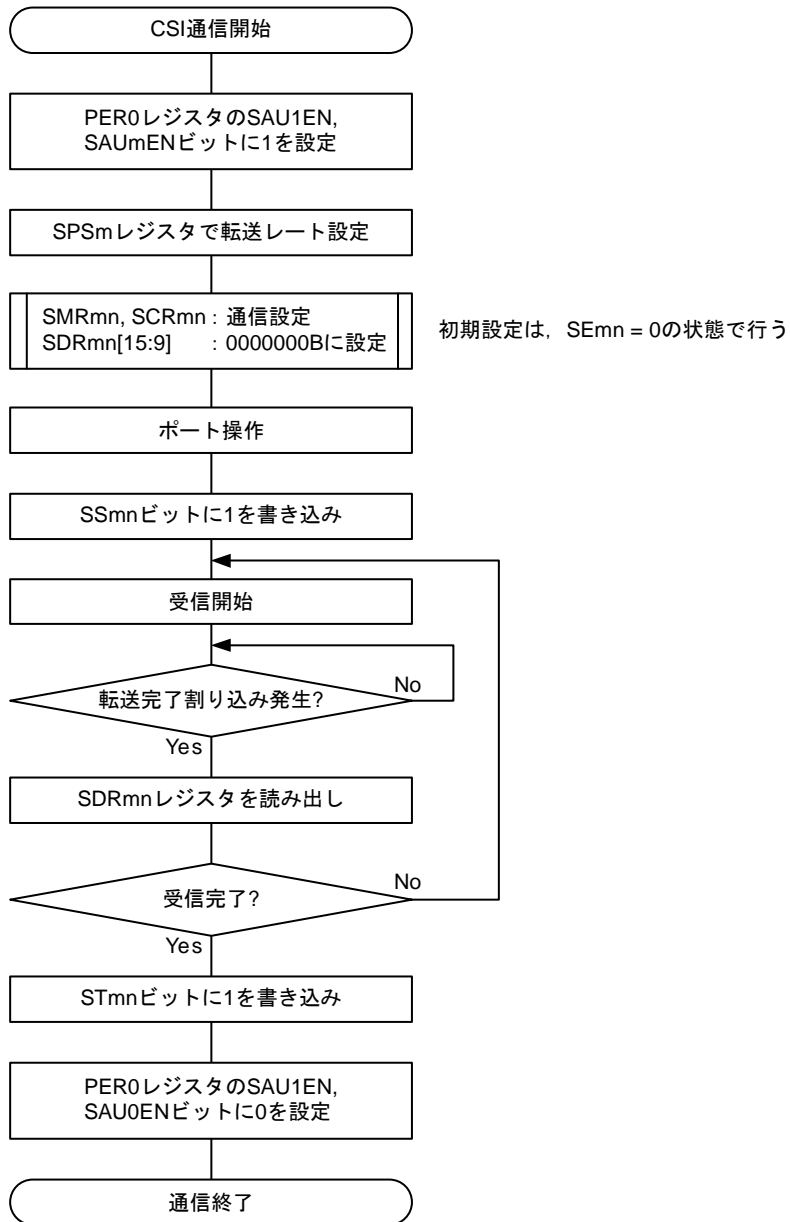 CSI通信開始
PER0レジスタのSAU1EN,
SAUmENビットに1を設定
SPSmレジスタで転送レート設定
SMRmn, SCRmn : 通信設定
SDRmn[15:9] : 0000000Bに設定
初期設定は，SEmn = 0の状態で行う
ポート操作
SSmnビットに1を書き込み
受信開始
転送完了割り込み発生?
No
Yes
SDRmnレジスタを読み出し
受信完了?
No
Yes
STmnビットに1を書き込み
PER0レジスタのSAU1EN,
SAU0ENビットに0を設定
通信終了